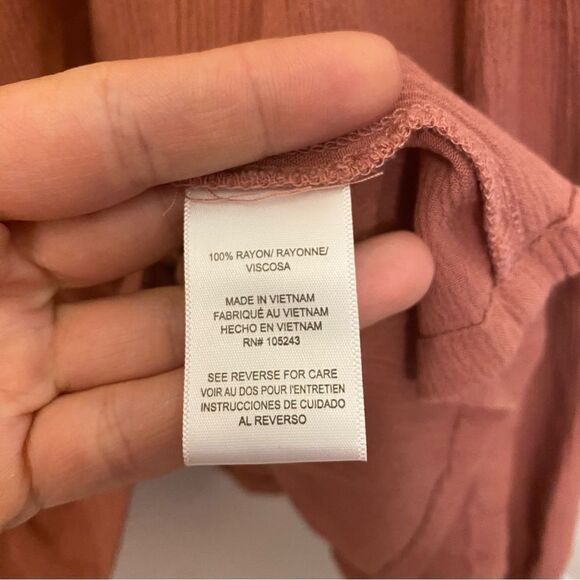 100% RAYON/ RAYONNE/
VISCOSA
MADE IN VIETNAM
FABRIQUÉ AU VIETNAM
HECHO EN VIETNAM
RN# 105243
SEE REVERSE FOR CARE
VOIR AU DOS POUR l'ENTRETIEN
INSTRUCCIONES DE CUIDADO
AL REVERSO